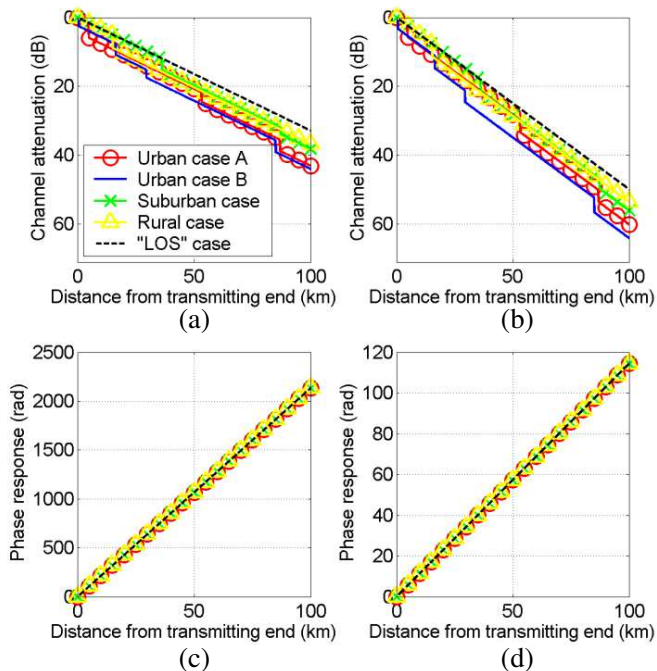 0
20
40
60
Channel attenuation (dB)
Urban case A
Urban case B
Suburban case
Rural case
"LOS" case
0
50
100
Distance from transmitting end (km)
(a)
0
20
40
60
Channel attenuation (dB)
0
50
100
Distance from transmitting end (km)
(b)
2500
2000
1500
1000
500
0
Phase response (rad)
0
50
100
Distance from transmitting end (km)
(c)
120
100
80
60
40
20
0
Phase response (rad)
0
50
100
Distance from transmitting end (km)
(d)